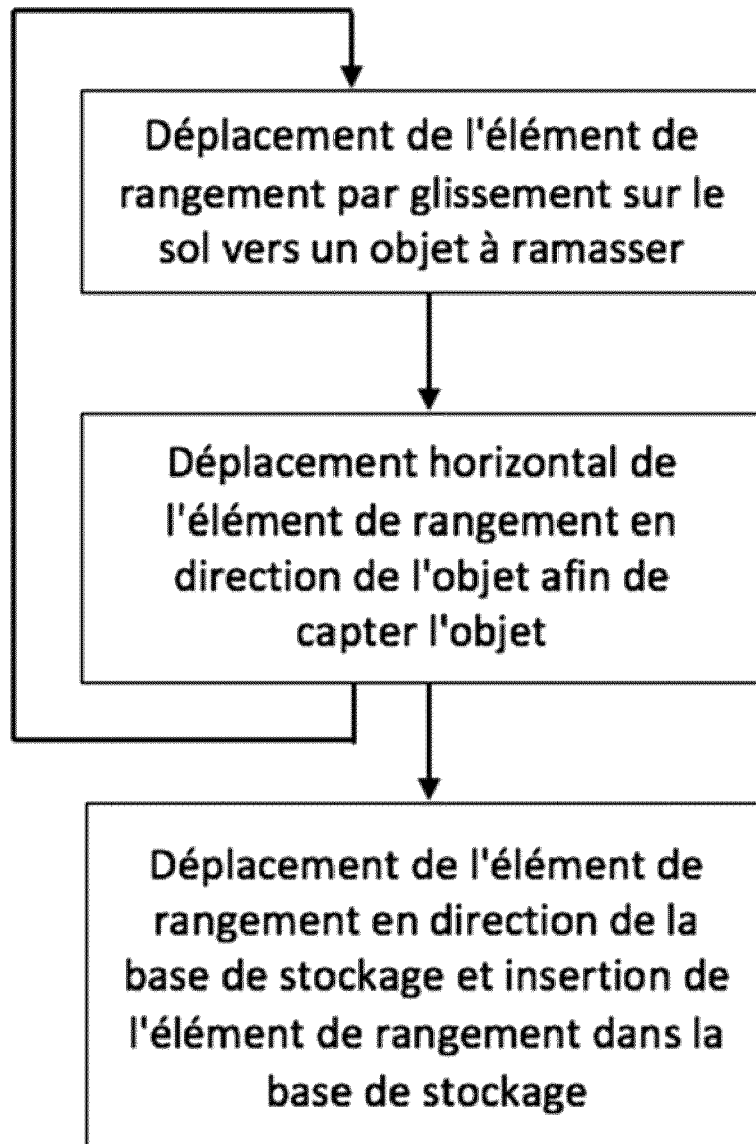 Déplacement de l'élément de
rangement par glissement sur le
sol vers un objet à ramasser
Déplacement horizontal de
l'élément de rangement en
direction de l'objet afin de
capter l'objet
Déplacement de l'élément de
rangement en direction de la
base de stockage et insertion de
l'élément de rangement dans la
base de stockage